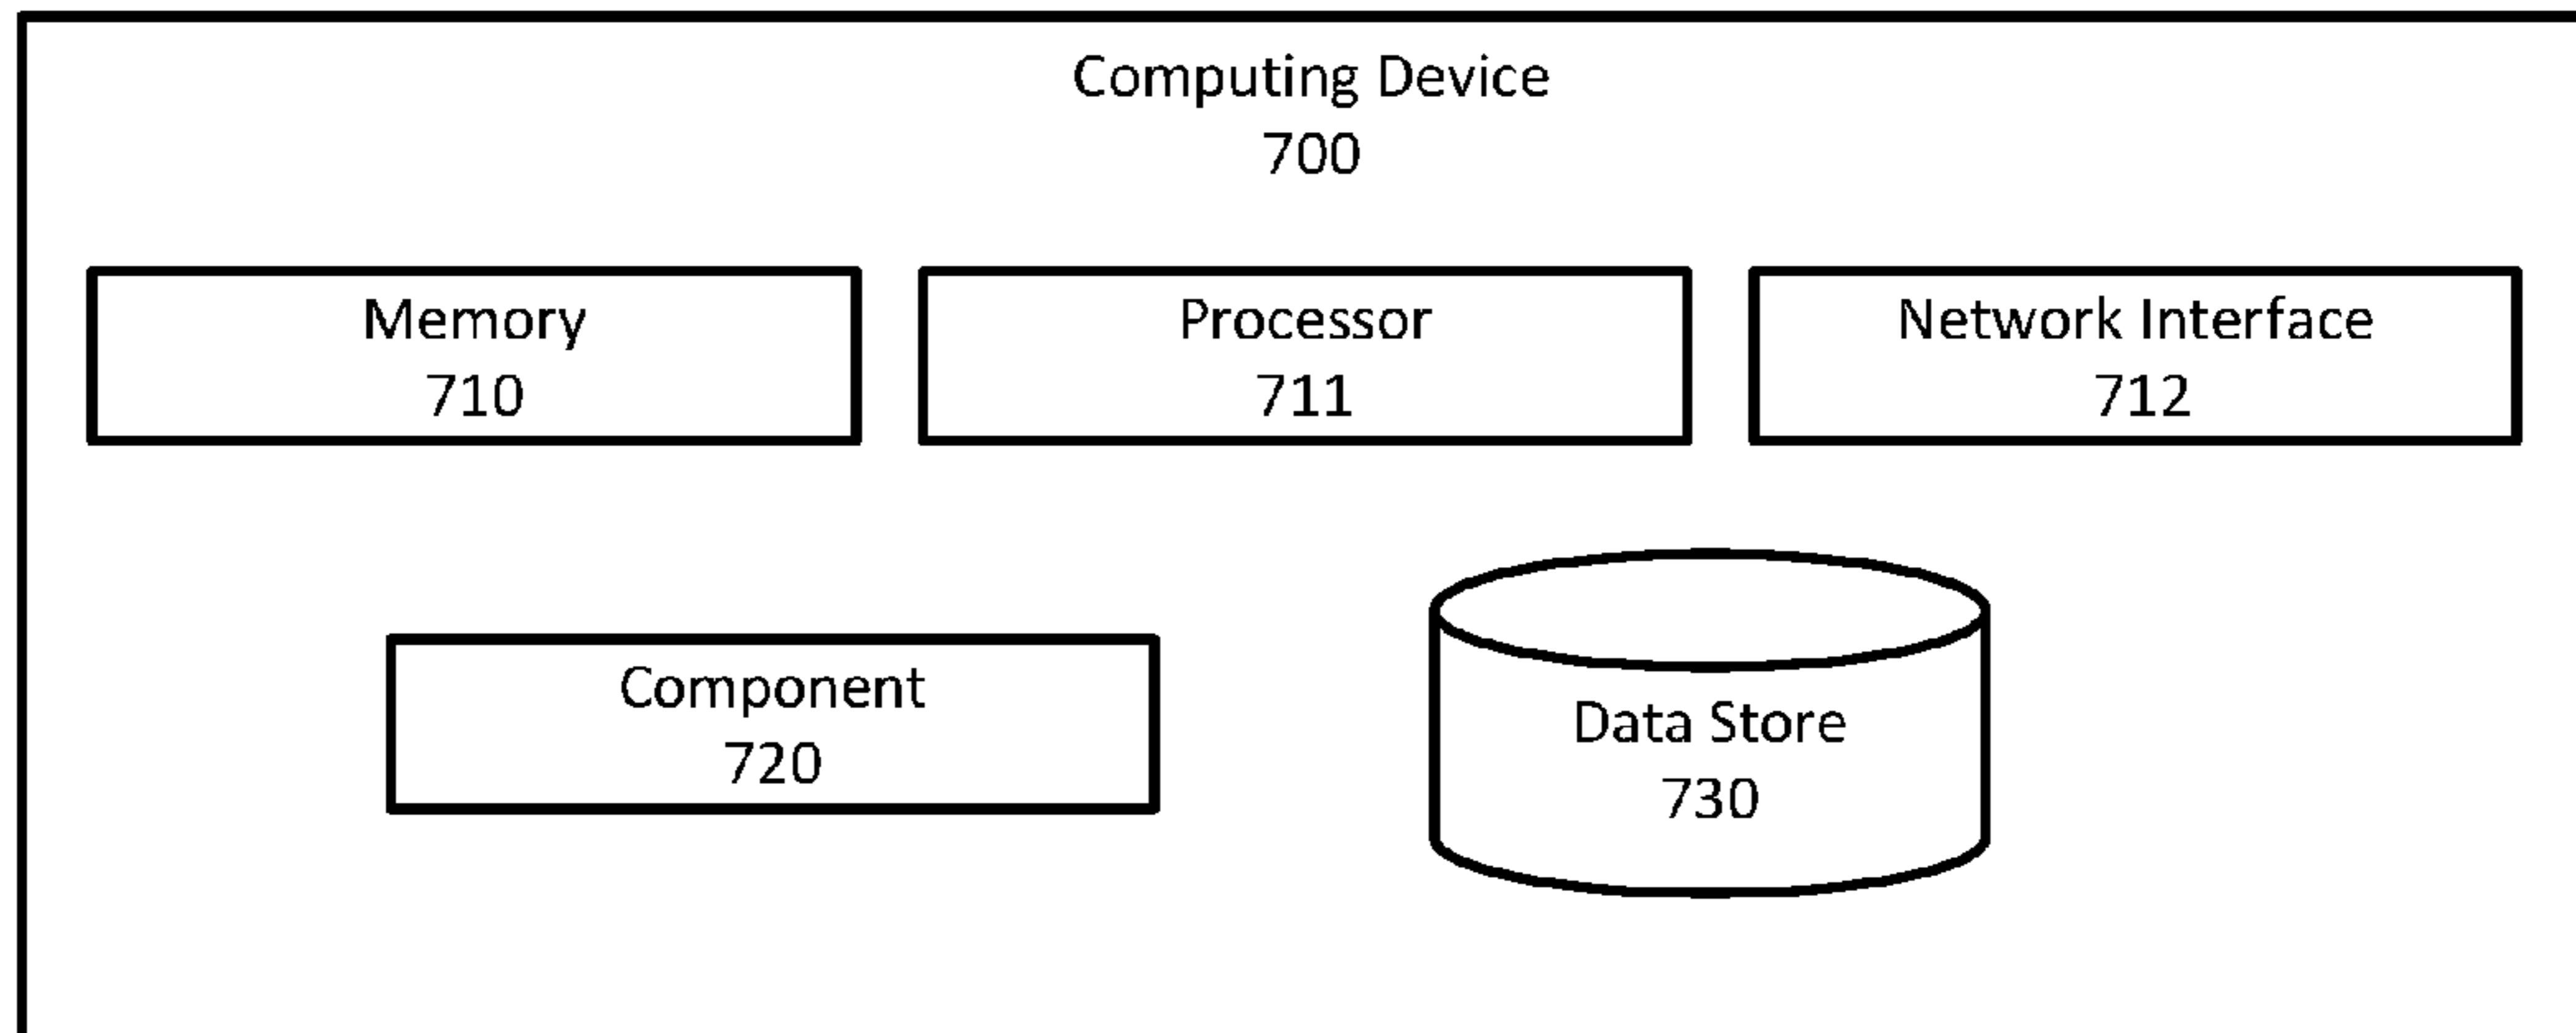 Computing Device
700
Memory
710
Processor
711
Network Interface
712
Component
720
Data Store
730